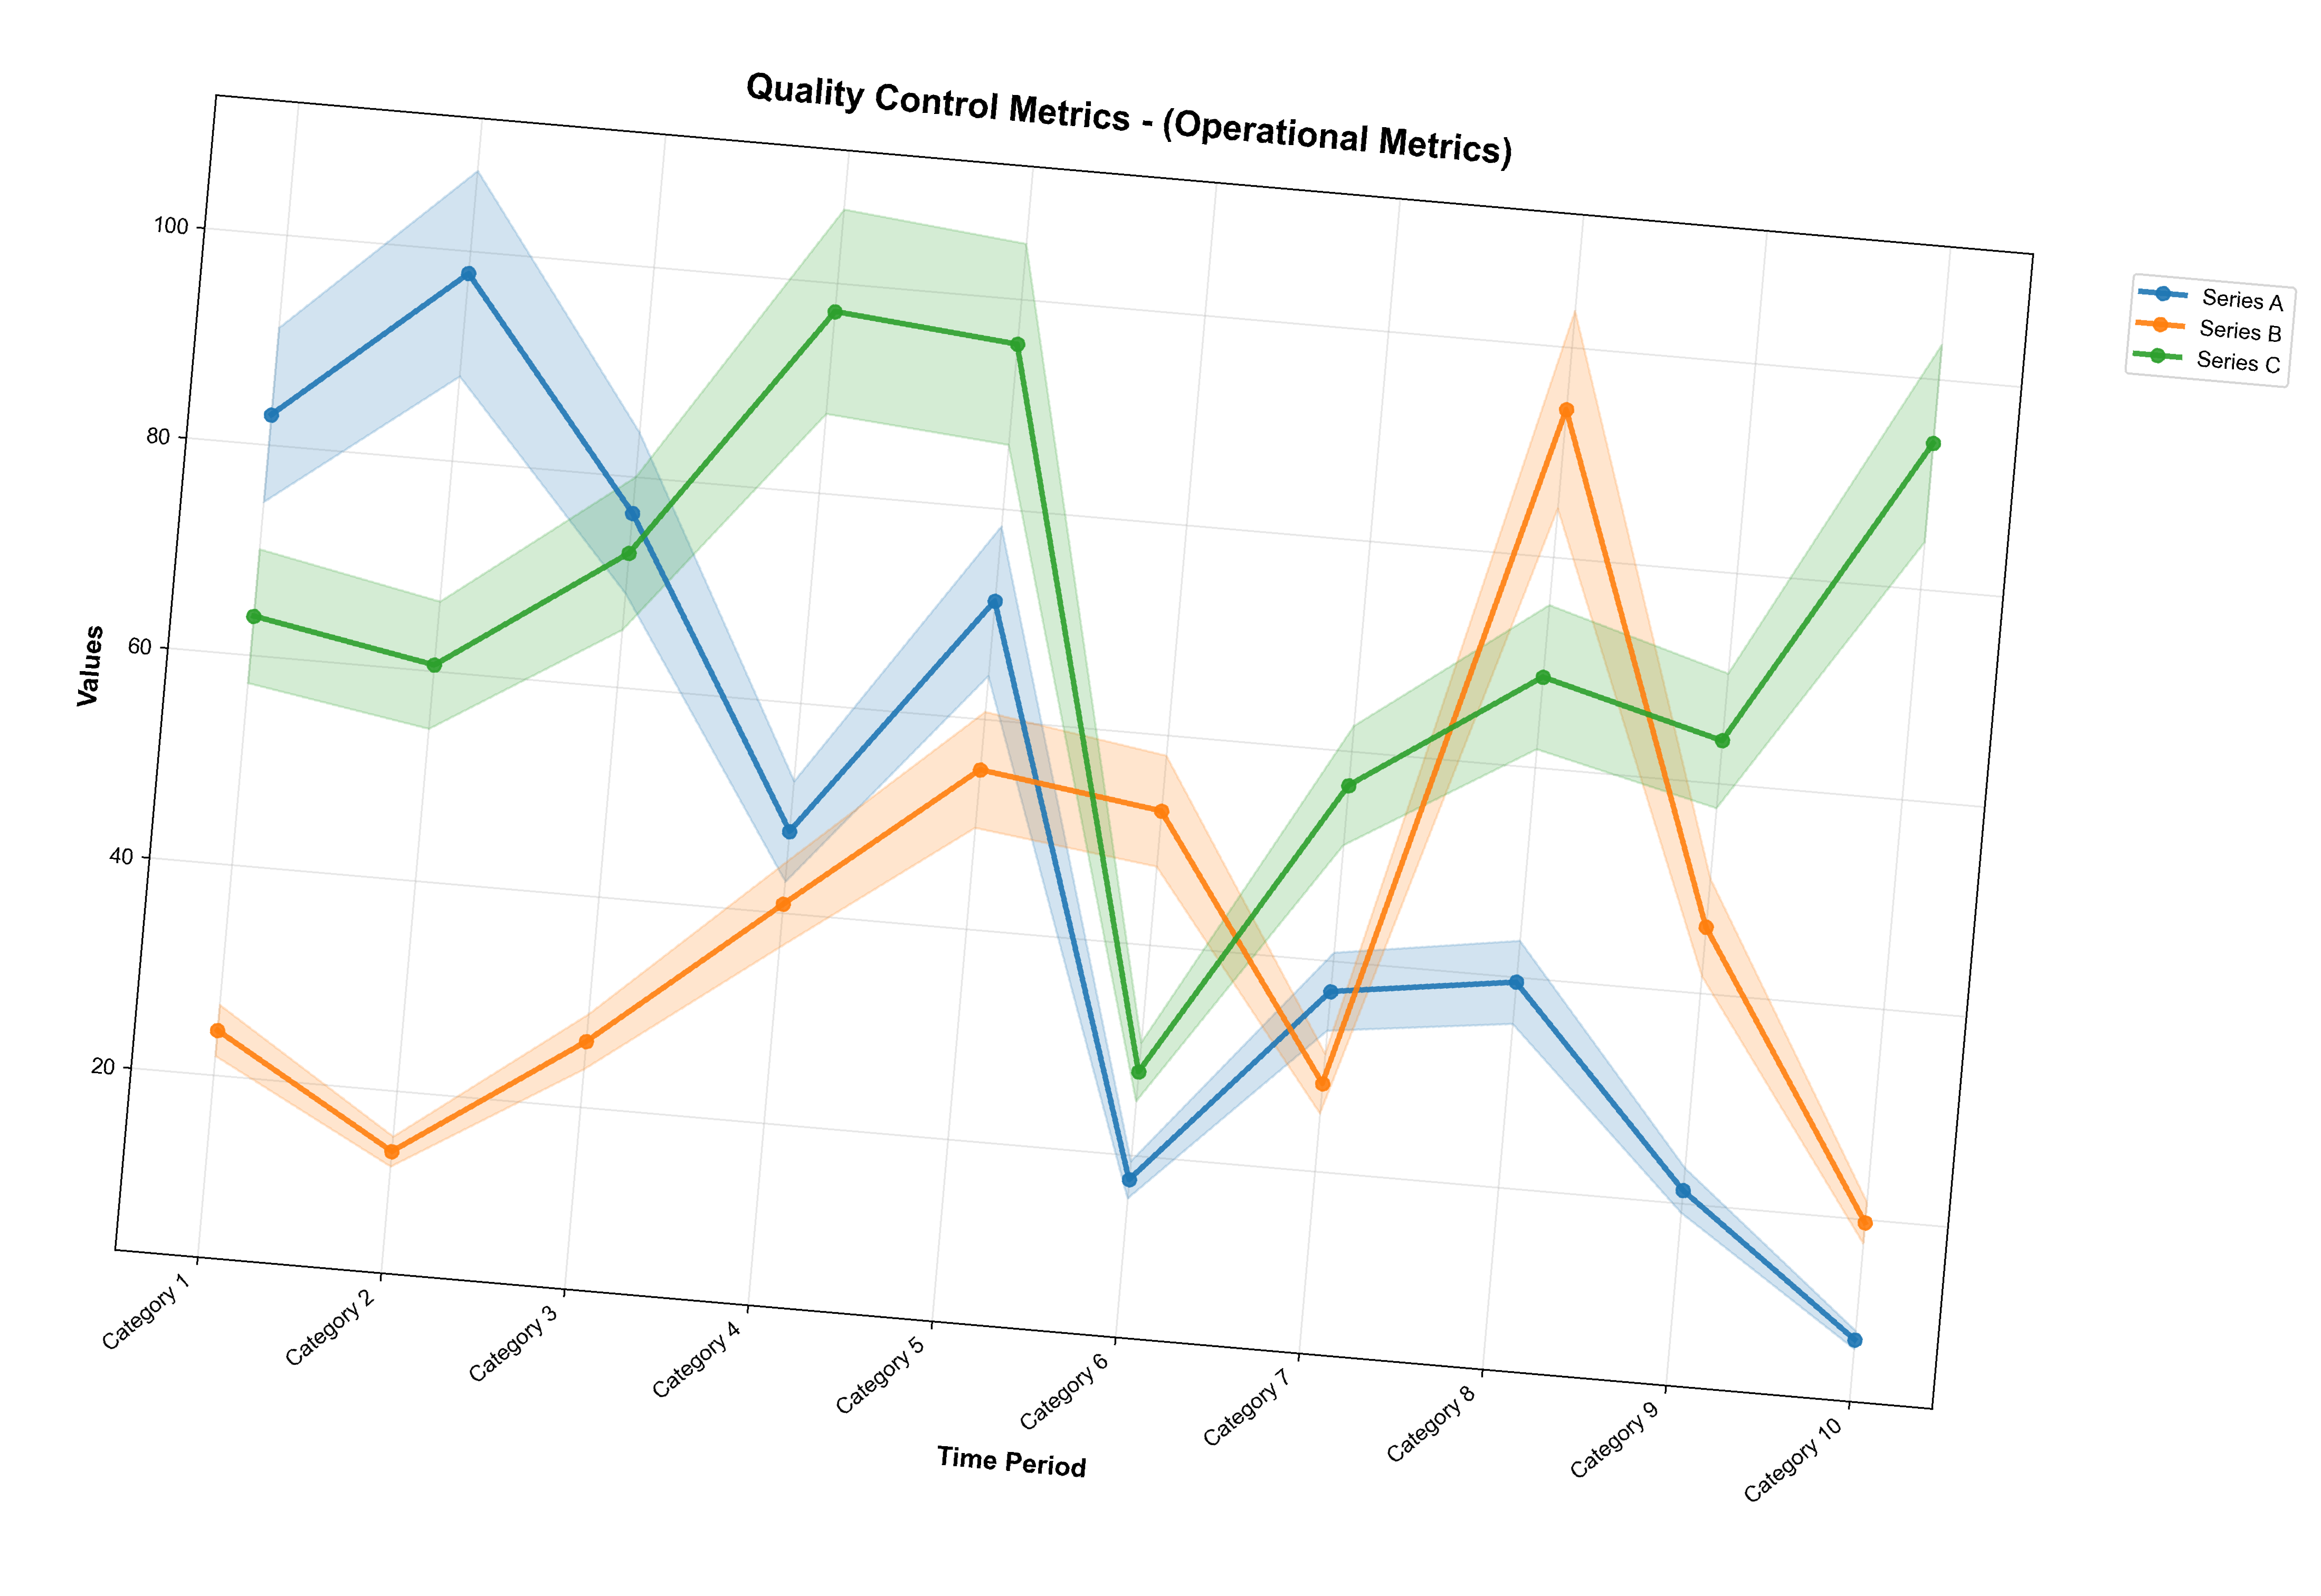 Quality Control Metrics - (Operational Metrics)
Values
100
80
60
40
20
Category 1
Category 2
Category 3
Category 4
Category 5
Category 6
Category 7
Category 8
Category 9
Category 10
Time Period
Series A
Series B
Series C